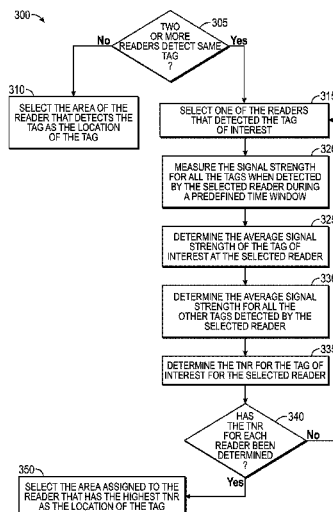 300
TWO
OR MORE
READERS DETECT SAME
TAG
?
305
No
Yes
310
SELECT THE AREA OF THE
READER THAT DETECTS THE
TAG AS THE LOCATION
OF THE TAG
315
SELECT ONE OF THE READERS
THAT DETECTED THE TAG
OF INTEREST
320
MEASURE THE SIGNAL STRENGTH
FOR ALL THE TAGS WHEN DETECTED
BY THE SELECTED READER DURING
A PREDEFINED TIME WINDOW
325
DETERMINE THE AVERAGE SIGNAL
STRENGTH OF THE TAG OF
INTEREST AT THE SELECTED READER
330
DETERMINE THE AVERAGE SIGNAL
STRENGTH FOR ALL THE
OTHER TAGS DETECTED BY THE
SELECTED READER
335
DETERMINE THE TNR FOR THE TAG OF
INTEREST FOR THE SELECTED READER
HAS
THE TNR
FOR EACH
READER BEEN
DETERMINED
?
340
No
Yes
350
SELECT THE AREA ASSIGNED TO THE
READER THAT HAS THE HIGHEST TNR
AS THE LOCATION OF THE TAG